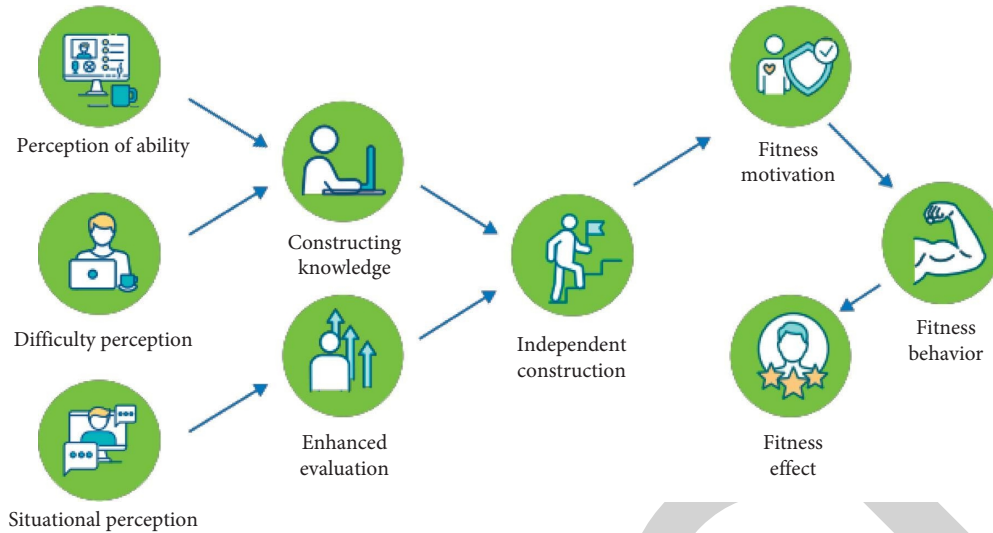 Perception of ability
Difficulty perception
Situational perception
Constructing
knowledge
Enhanced
evaluation
Independent
construction
Fitness
motivation
Fitness
behavior
Fitness
effect